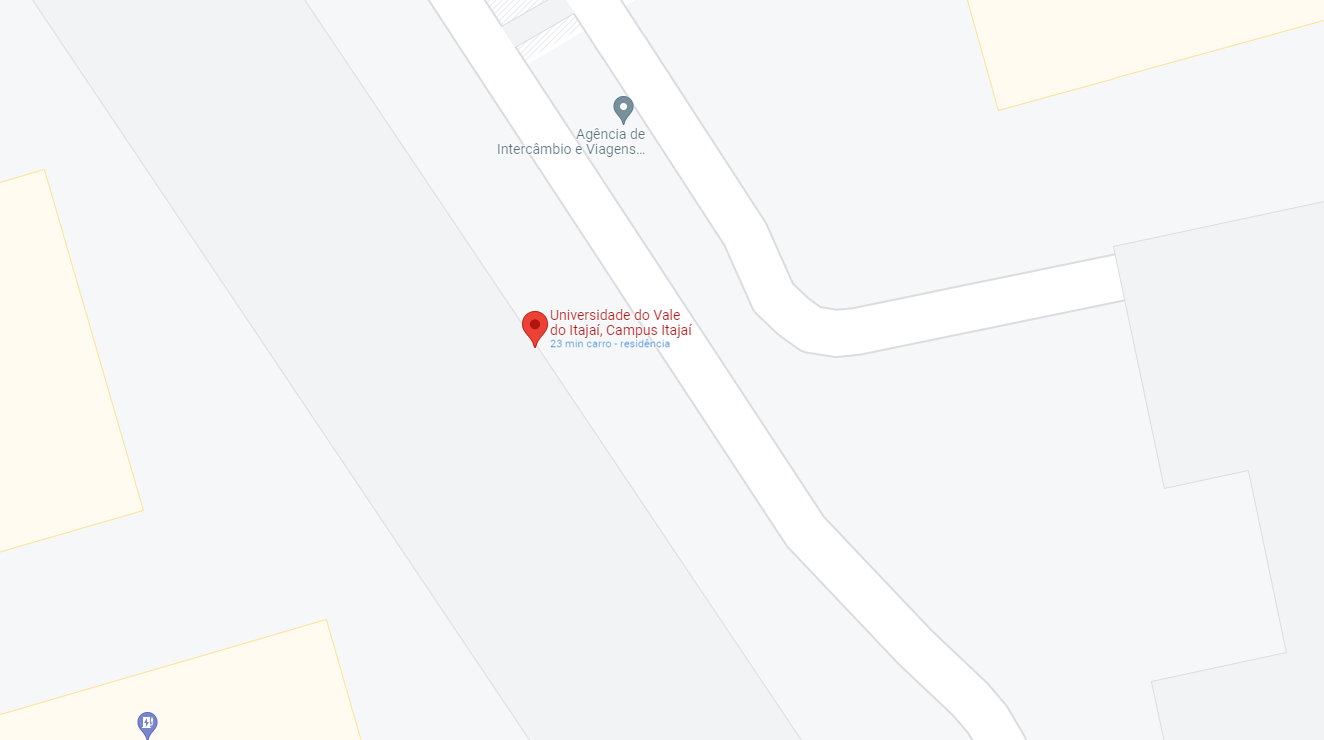 Agência de
Intercâmbio e Viagens...
Universidade do Vale
do Itajaí, Campus Itajaí
23 min carro - residência